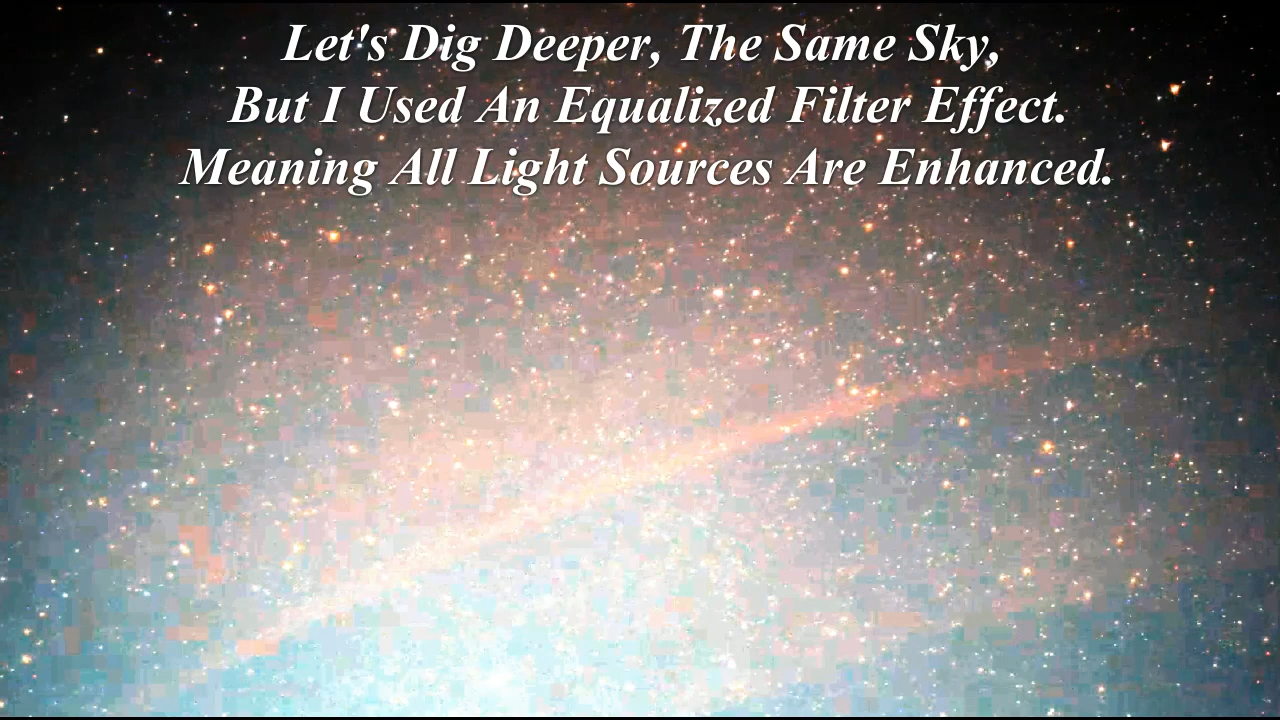 Let's Dig Deeper, The Same Sky,
But I Used An Equalized Filter Effect.
Meaning All Light Sources Are Enhanced.